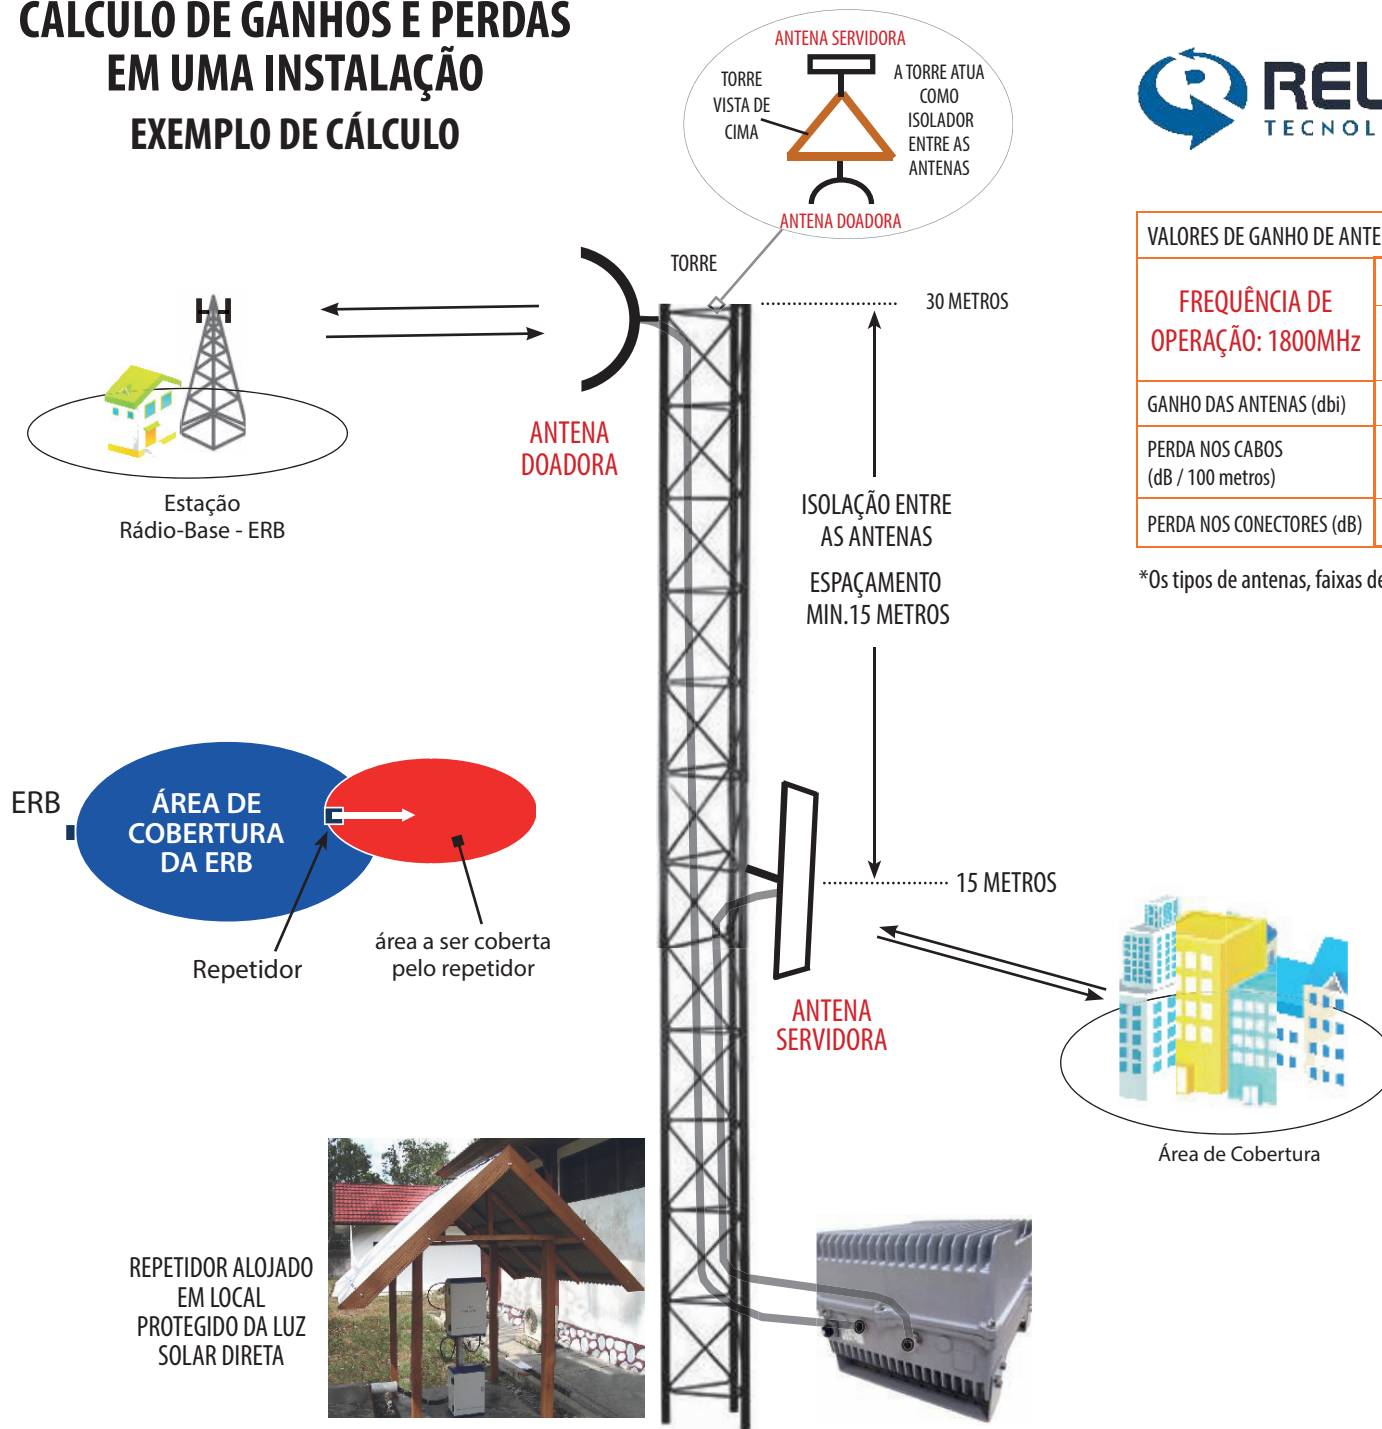 CÁLCULO DE GANHOS E PERDAS
EM UMA INSTALAÇÃO
EXEMPLO DE CÁLCULO
ANTENA SERVIDORA
TORRE
VISTA DE
CIMA
A TORRE ATUA
COMO
ISOLADOR
ENTRE AS
ANTENAS
ANTENA DOADORA
REL
TECNOL
VALORES DE GANHO DE ANTE
FREQUÊNCIA DE
OPERAÇÃO: 1800MHz
GANHO DAS ANTENAS (dbi)
PERDA NOS CABOS
(dB / 100 metros)
PERDA NOS CONECTORES (dB)
*Os tipos de antenas, faixas de
TORRE
30 METROS
ANTENA
DOADORA
Estação
Rádio-Base - ERB
ISOLAÇÃO ENTRE
AS ANTENAS
ESPAÇAMENTO
MIN.15 METROS
ERB
ÁREA DE
COBERTURA
DA ERB
Repetidor
área a ser coberta
pelo repetidor
15 METROS
ANTENA
SERVIDORA
Área de Cobertura
REPETIDOR ALOJADO
EM LOCAL
PROTEGIDO DA LUZ
SOLAR DIRETA